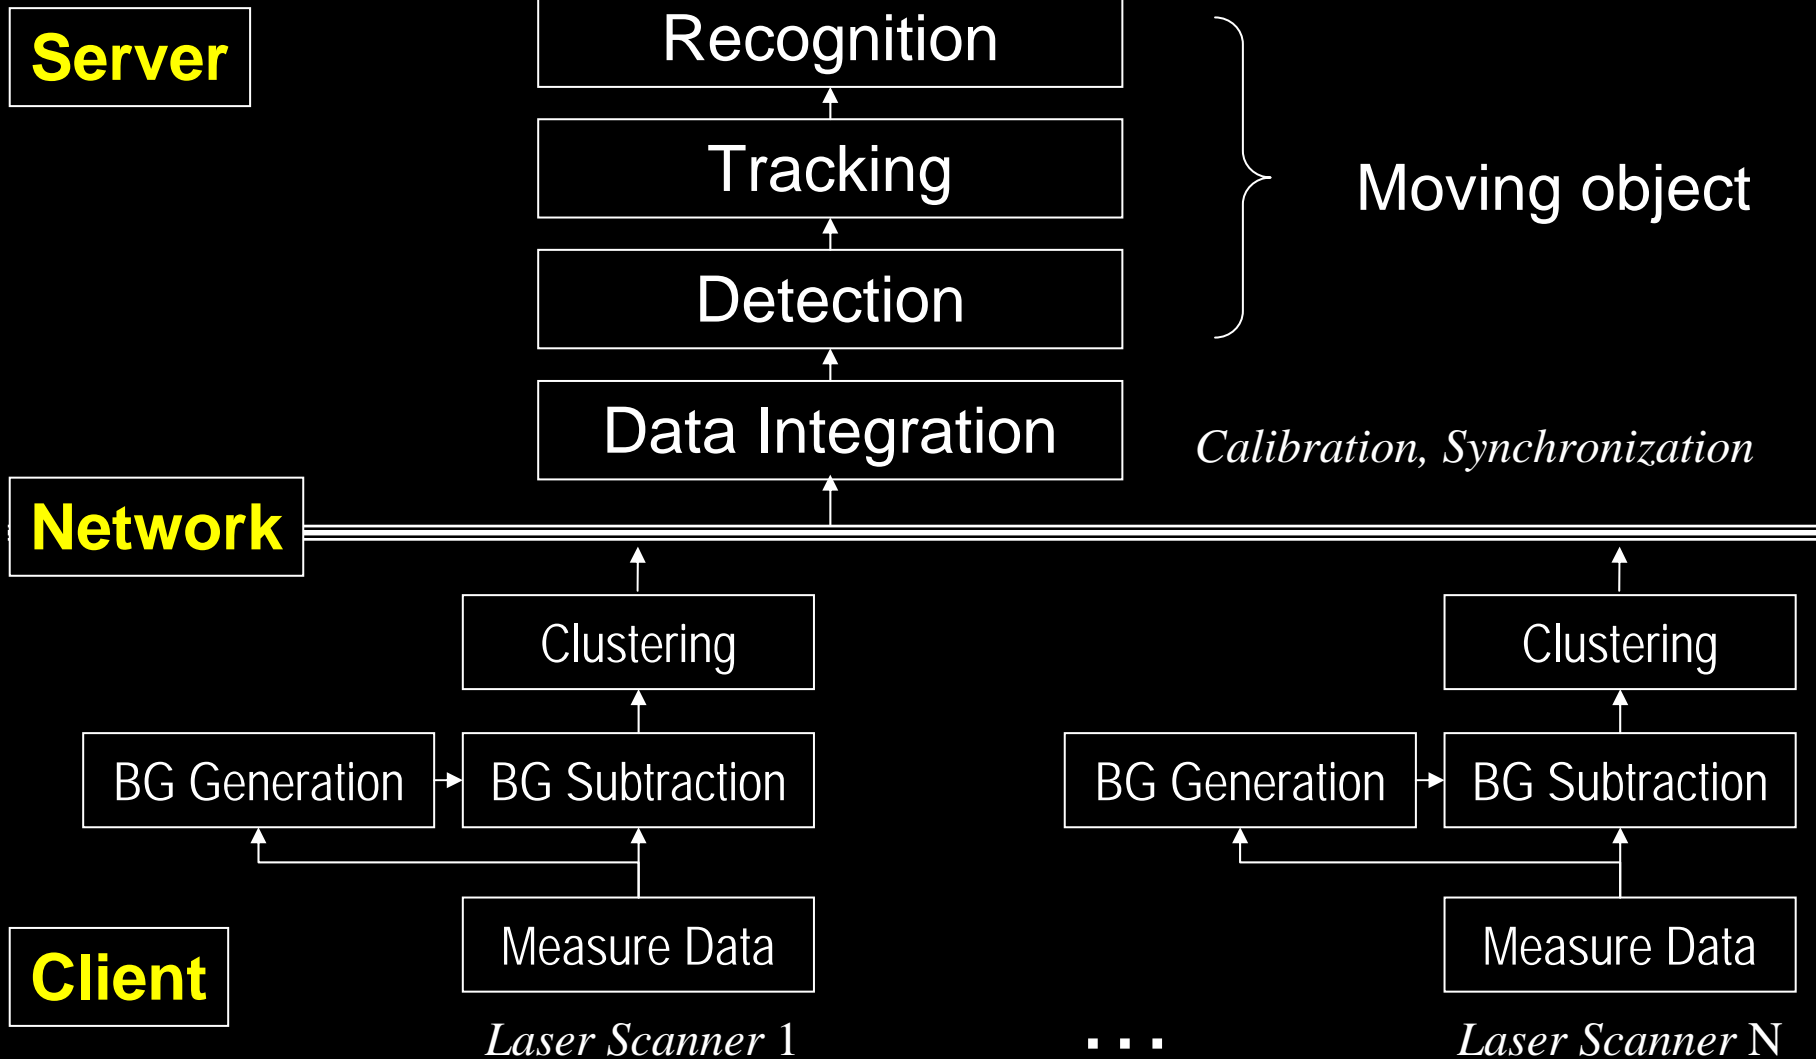 Server
Recognition
Tracking
Moving object
Detection
Data Integration
Calibration, Synchronization
Network
Clustering
Clustering
BG Generation
BG Subtraction
BG Generation
BG Subtraction
Measure Data
Measure Data
Client
Laser Scanner 1
...
Laser Scanner N